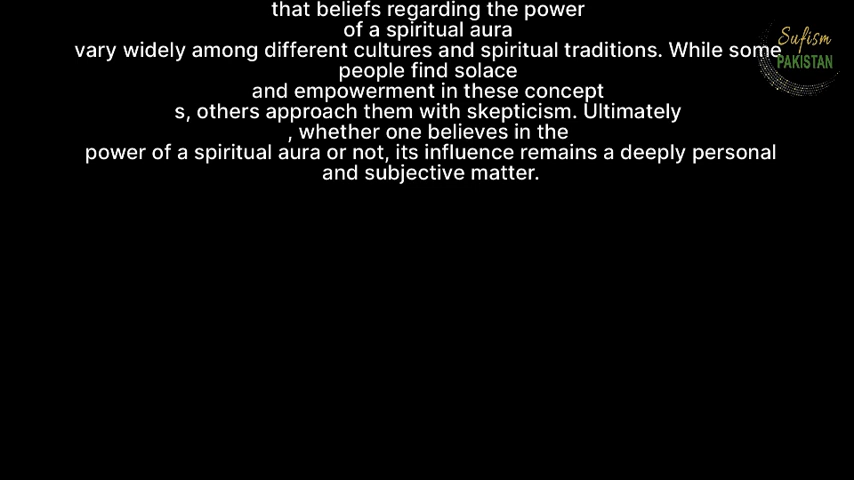 that beliefs regarding the power
of a spiritual aura
vary widely among different cultures and spiritual traditions. While some
people find solace
and empowerment in these concept
s, others approach them with skepticism. Ultimately
, whether one believes in the
power of a spiritual aura or not, its influence remains a deeply personal
and subjective matter.
Sufism
PAKISTAN